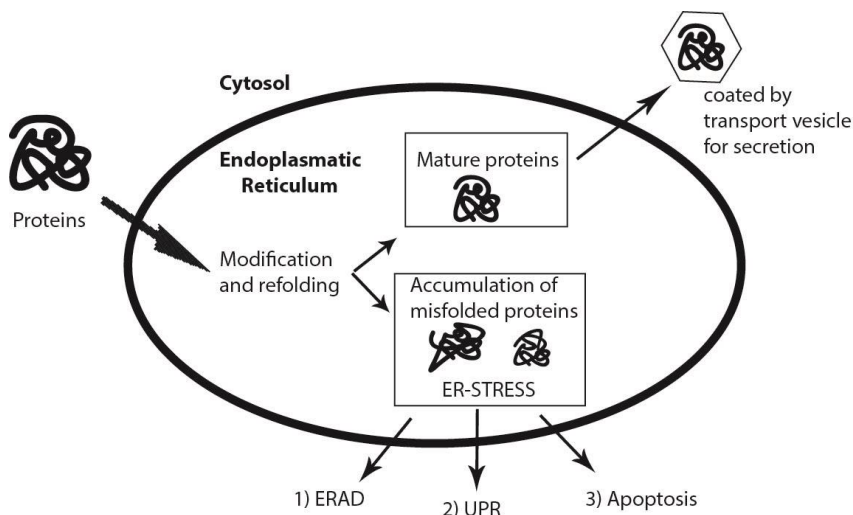 Cytosol
coated by
transport vesicle
for secretion
Proteins
Endoplasmatic
Reticulum
Mature proteins
Modification
and refolding
Accumulation of
misfolded proteins
ER-STRESS
1) ERAD
2) UPR
3) Apoptosis